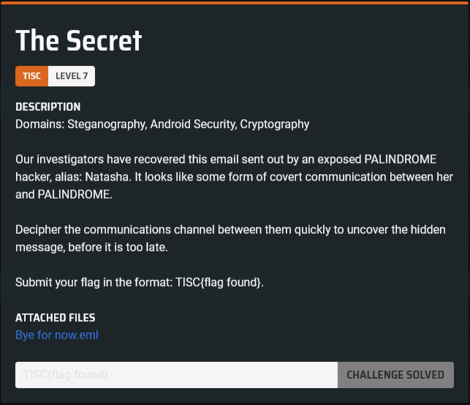 The Secret
TISC LEVEL 7
DESCRIPTION
Domains: Steganography, Android Security, Cryptography
Our investigators have recovered this email sent out by an exposed PALINDROME
hacker, alias: Natasha. It looks like some form of covert communication between her
and PALINDROME.
Decipher the communications channel between them quickly to uncover the hidden
message, before it is too late.
Submit your flag in the format: TISC{flag found}.
ATTACHED FILES
Bye for now.eml
TISC{flag found} CHALLENGE SOLVED